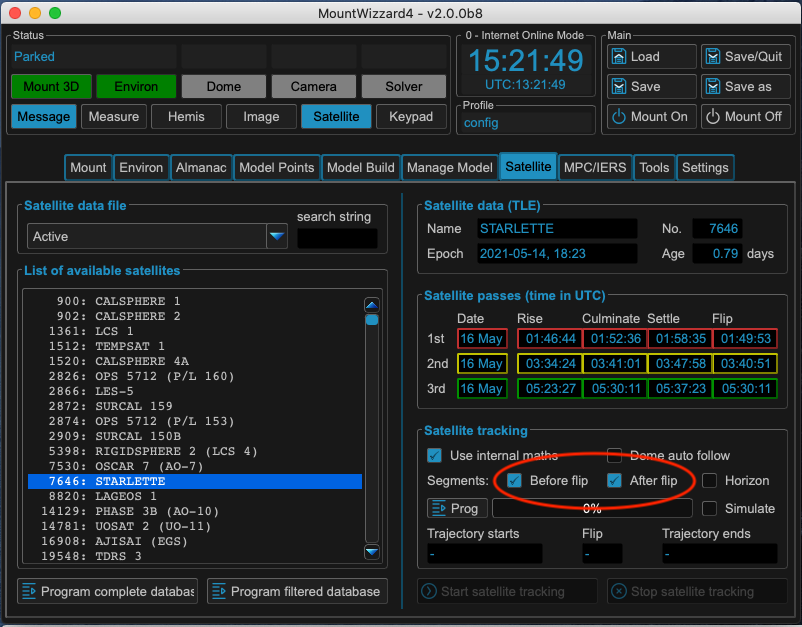 MountWizzard4 - v2.0.0b8
Status
Parked
Mount 3D Environ Dome Camera Solver
Message Measure Hemis Image Satellite Keypad
0 - Internet Online Mode
15:21:49
UTC:13:21:49
Profile
config
Main
Load Save/Quit
Save Save as
Mount On Mount Off
Mount Environ Almanac Model Points Model Build Manage Model Satellite MPC/IERS Tools Settings
Satellite data file
search string
Active
List of available satellites
900: CALSPHERE 1
902: CALSPHERE 2
1361: LCS 1
1512: TEMPSAT 1
1520: CALSPHERE 4A
2826: OPS 5712 (P/L 160)
2866: LES-5
2872: SURCAL 159
2874: OPS 5712 (P/L 153)
2909: SURCAL 150B
5398: RIGIDSPHERE 2 (LCS 4)
7530: OSCAR 7 (AO-7)
7646: STARLETTE
8820: LAGEOS 1
14129: PHASE 3B (AO-10)
14781: UOSAT 2 (UO-11)
16908: AJISAI (EGS)
19548: TDRS 3
Program complete databas Program filtered database
Satellite data (TLE)
Name STARLETTE No. 7646
Epoch 2021-05-14, 18:23 Age 0.79 days
Satellite passes (time in UTC)
Date Rise Culminate Settle Flip
1st 16 May 01:46:44 01:52:36 01:58:35 01:49:53
2nd 16 May 03:34:24 03:41:01 03:47:58 03:40:51
3rd 16 May 05:23:27 05:30:11 05:37:23 05:30:11
Satellite tracking
Use internal maths Dome auto follow
Segments: Before flip After flip Horizon
Prog 0% Simulate
Trajectory starts Flip Trajectory ends
- - -
Start satellite tracking Stop satellite tracking